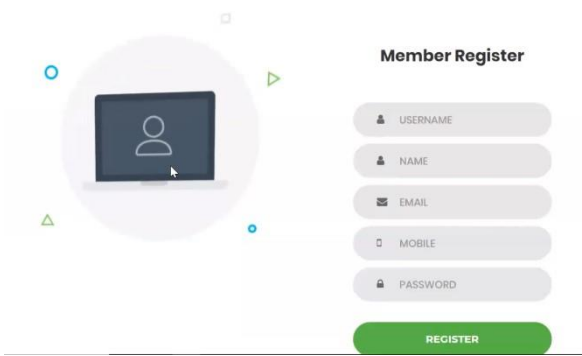 Member Register
USERNAME
NAME
EMAIL
MOBILE
PASSWORD
REGISTER